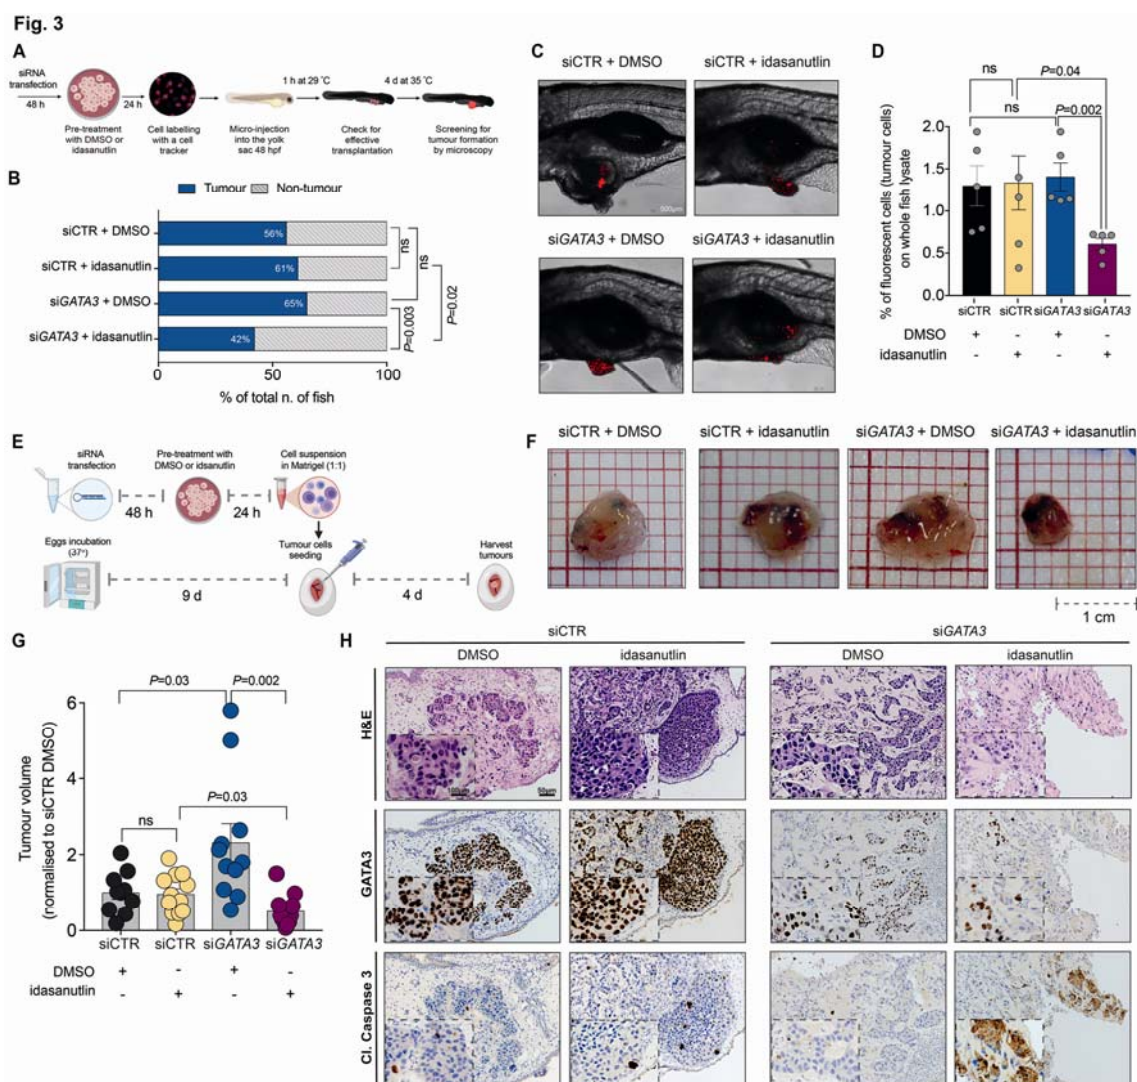 Fig. 3
A
siRNA
transfection
48 h
24 h
1 h at 29 ˚C
4 d at 35 ˚C
Pre-treatment
with DMSO or
idasanutlin
Cell labelling
with a cell
tracker
Micro-injection
into the yolk
sac 48 hpf
Check for
effective
transplantation
Screening for
tumour formation
by microscopy
B
Tumour
Non-tumour
siCTR + DMSO
56%
siCTR + idasanutlin
61%
siGATA3 + DMSO
65%
siGATA3 + idasanutlin
42%
ns
ns
P=0.003
P=0.02
0
50
100
% of total n. of fish
C
siCTR + DMSO
siCTR + idasanutlin
500µm
siGATA3 + DMSO
siGATA3 + idasanutlin
D
ns
P=0.04
ns
P=0.002
% of fluorescent cells (tumour cells)
on whole fish lysate
2.0
1.5
1.0
0.5
0.0
siCTR
siCTR
siGATA3
siGATA3
DMSO
+
-
+
-
idasanutlin
-
+
-
+
E
siRNA
transfection
Pre-treatment with
DMSO or idsanutlin
Cell suspension
in Matrigel (1:1)
48 h
24 h
Eggs incubation
(37º)
Tumour cells
seeding
Harvest
tumours
9 d
4 d
F
siCTR + DMSO
siCTR + idasanutlin
siGATA3 + DMSO
siGATA3 + idasanutlin
1 cm
G
P=0.03
P=0.002
P=0.03
ns
Tumour volume
(normalised to siCTR DMSO)
6
4
2
0
siCTR
siCTR
siGATA3
siGATA3
DMSO
+
-
+
-
idasanutlin
-
+
-
+
H
siCTR
siGATA3
DMSO
idasanutlin
DMSO
idasanutlin
H&E
GATA3
Cl. Caspase 3